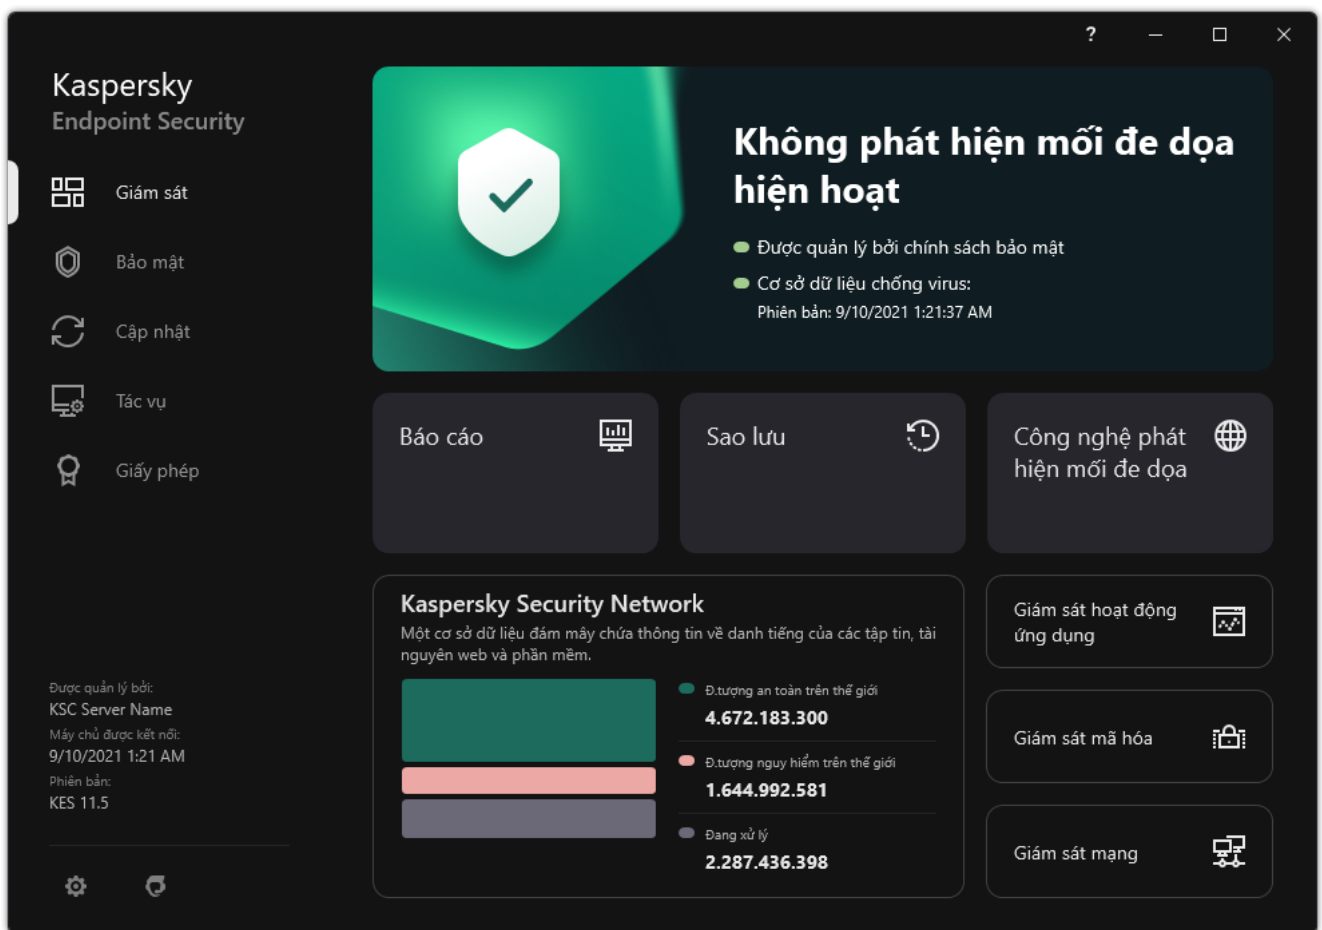 ?
Kaspersky
Endpoint Security
Giám sát
Bảo mật
Cập nhật
Tác vụ
Giấy phép
Được quản lý bởi:
KSC Server Name
Máy chủ được kết nối:
9/10/2021 1:21 AM
Phiên bản:
KES 11.5
Không phát hiện mối đe dọa
hiện hoạt
Được quản lý bởi chính sách bảo mật
Cơ sở dữ liệu chống virus:
Phiên bản: 9/10/2021 1:21:37 AM
Báo cáo
Sao lưu
Công nghệ phát
hiện mối đe dọa
Kaspersky Security Network
Một cơ sở dữ liệu đám mây chứa thông tin về danh tiếng của các tập tin, tài
nguyên web và phần mềm.
Đ.tượng an toàn trên thế giới
4.672.183.300
Đ.tượng nguy hiểm trên thế giới
1.644.992.581
Đang xử lý
2.287.436.398
Giám sát hoạt động
ứng dụng
Giám sát mã hóa
Giám sát mạng